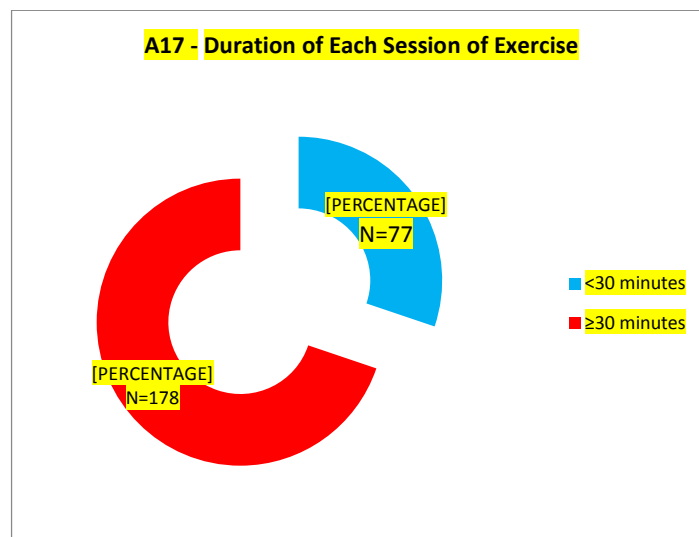 A17 - Duration of Each Session of Exercise
[PERCENTAGE]
N=77
<30 minutes
≥30 minutes
[PERCENTAGE]
N=178